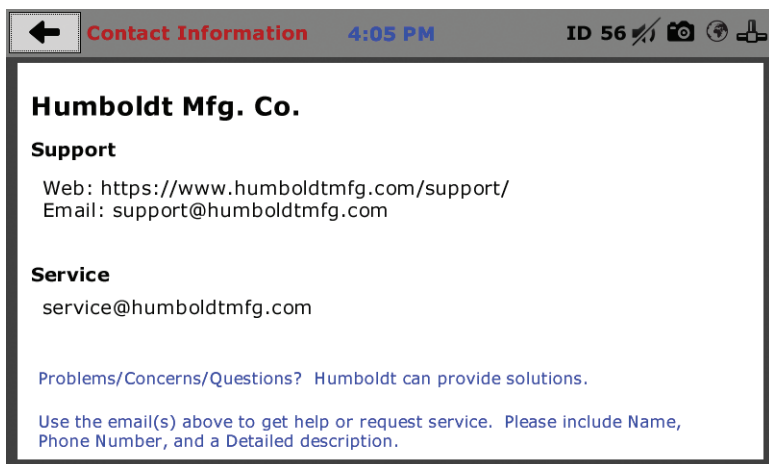 Contact Information 4:05 PM ID 56
Humboldt Mfg. Co.
Support
Web: https://www.humboldtmfg.com/support/
Email: support@humboldtmfg.com
Service
service@humboldtmfg.com
Problems/Concerns/Questions?  Humboldt can provide solutions.
Use the email(s) above to get help or request service.  Please include Name,
Phone Number, and a Detailed description.